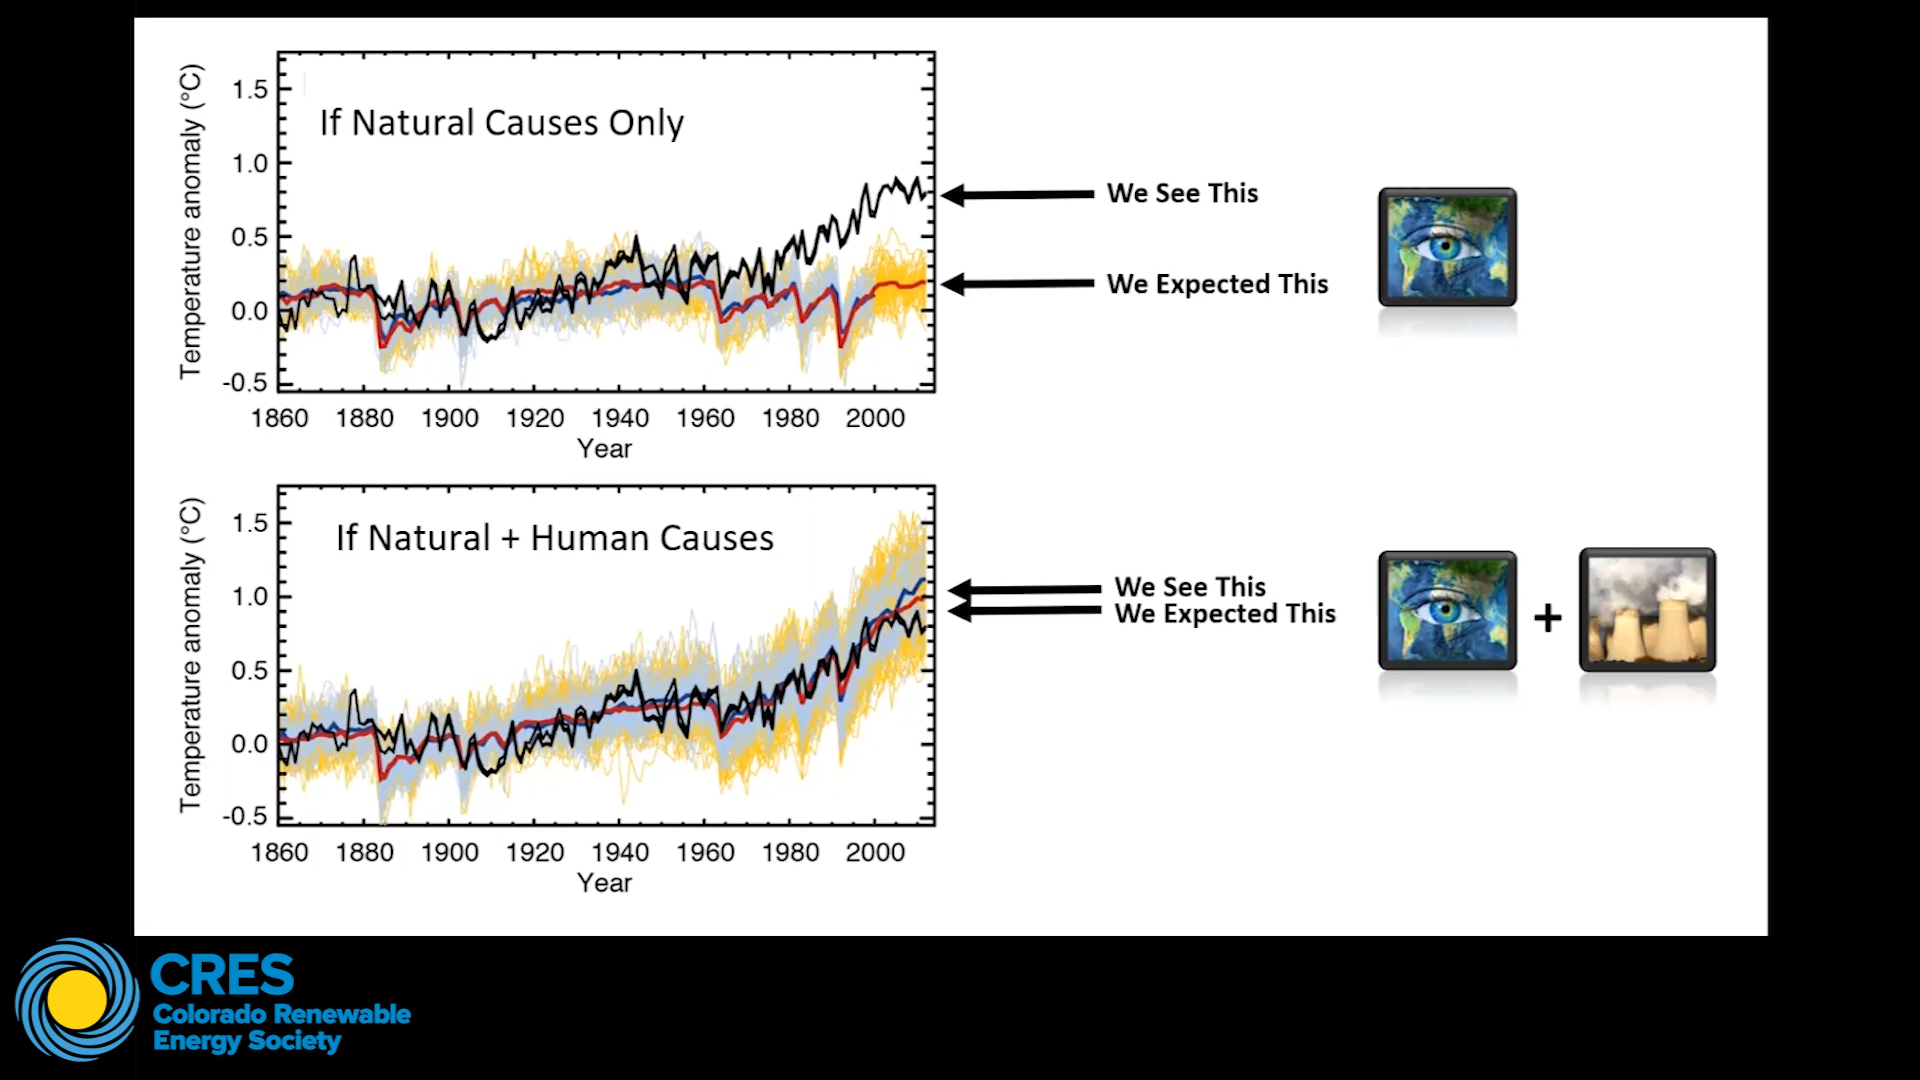 Temperature anomaly (°C)
1.5
1.0
0.5
0.0
-0.5
If Natural Causes Only
1860 1880 1900 1920 1940 1960 1980 2000
Year
We See This
We Expected This
Temperature anomaly (°C)
1.5
1.0
0.5
0.0
-0.5
If Natural + Human Causes
1860 1880 1900 1920 1940 1960 1980 2000
Year
We See This
We Expected This
+
CRES
Colorado Renewable
Energy Society